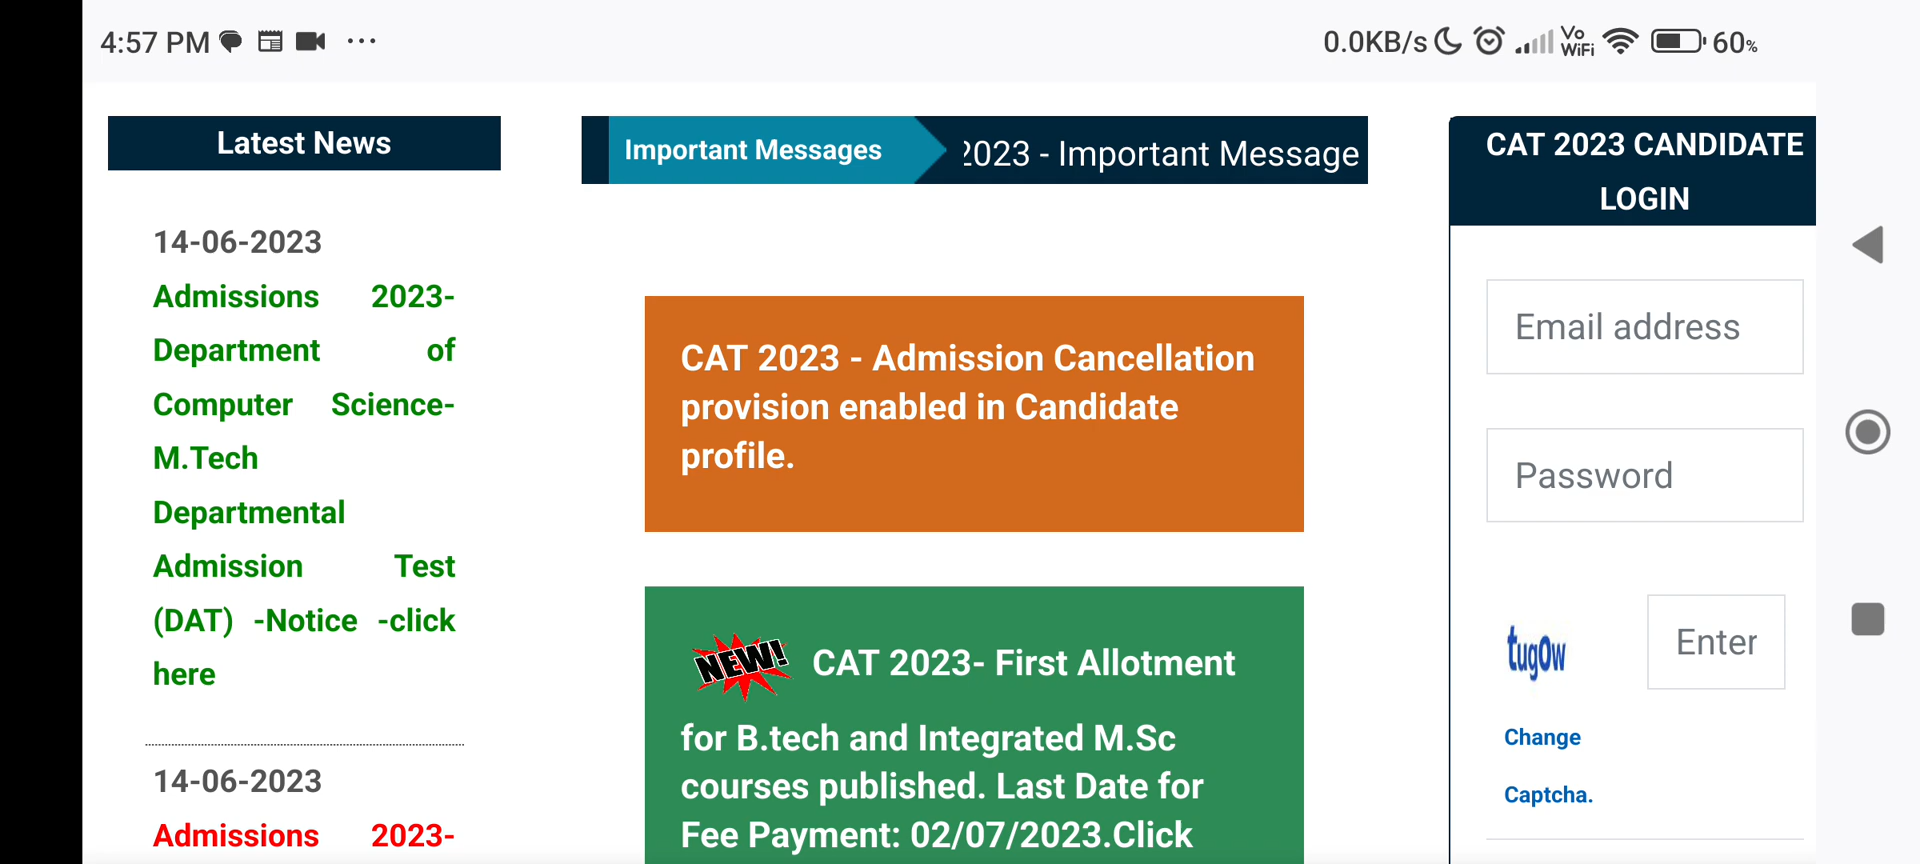 4:57 PM
0.0KB/s
Vo
WiFi
60%
Latest News
14-06-2023
Admissions 2023-
Department of
Computer Science-
M.Tech
Departmental
Admission Test
(DAT) -Notice -click
here
14-06-2023
Admissions 2023-
Important Messages
2023 - Important Message
CAT 2023 - Admission Cancellation
provision enabled in Candidate
profile.
NEW! CAT 2023- First Allotment
for B.tech and Integrated M.Sc
courses published. Last Date for
Fee Payment: 02/07/2023.Click
CAT 2023 CANDIDATE
LOGIN
Email address
Password
tugOw
Enter
Change
Captcha.